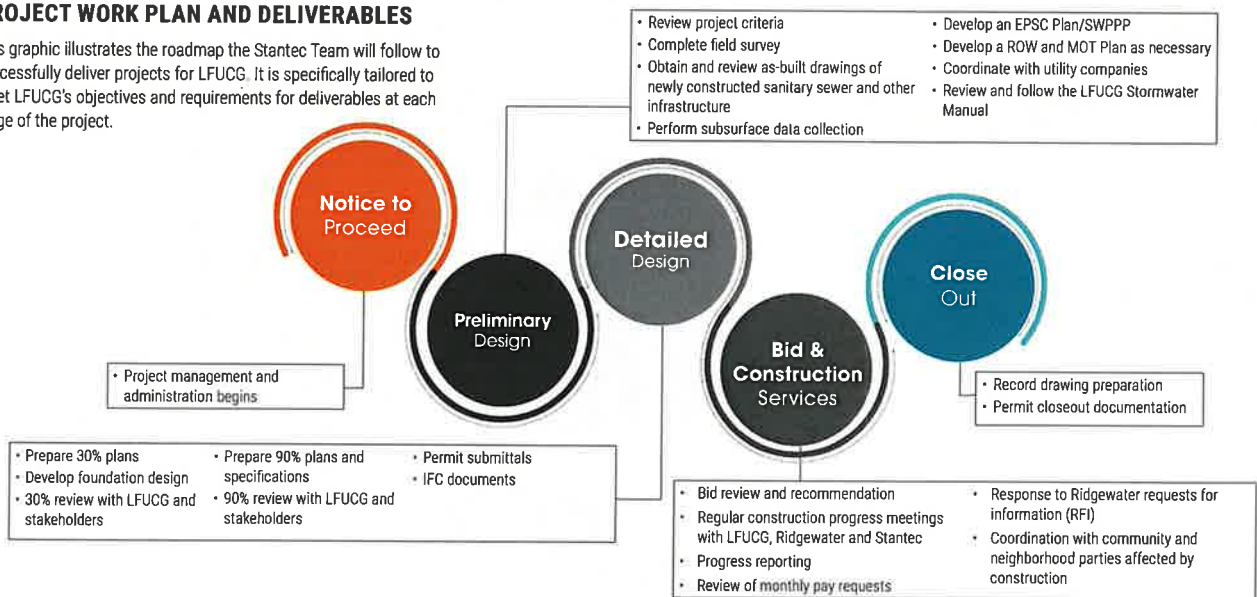 ROJECT WORK PLAN AND DELIVERABLES
s graphic illustrates the roadmap the Stantec Team will follow to
cessfully deliver projects for LFUCG. It is specifically tailored to
et LFUCG's objectives and requirements for deliverables at each
ge of the project.
• Review project criteria
• Complete field survey
• Obtain and review as-built drawings of
newly constructed sanitary sewer and other
infrastructure
• Perform subsurface data collection
• Develop an EPSC Plan/SWPPP
• Develop a ROW and MOT Plan as necessary
• Coordinate with utility companies
• Review and follow the LFUCG Stormwater
Manual
Notice to
Proceed
Preliminary
Design
Detailed
Design
Bid &
Construction
Services
Close
Out
• Project management and
administration begins
• Record drawing preparation
• Permit closeout documentation
• Prepare 30% plans
• Develop foundation design
• 30% review with LFUCG and
stakeholders
• Prepare 90% plans and
specifications
• 90% review with LFUCG and
stakeholders
• Permit submittals
• IFC documents
• Bid review and recommendation
• Regular construction progress meetings
with LFUCG, Ridgewater and Stantec
• Progress reporting
• Review of monthly pay requests
• Response to Ridgewater requests for
information (RFI)
• Coordination with community and
neighborhood parties affected by
construction